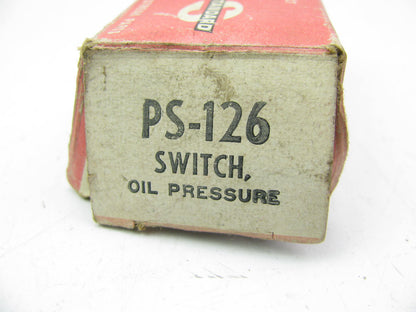 PS-126
SWITCH,
OIL PRESSURE